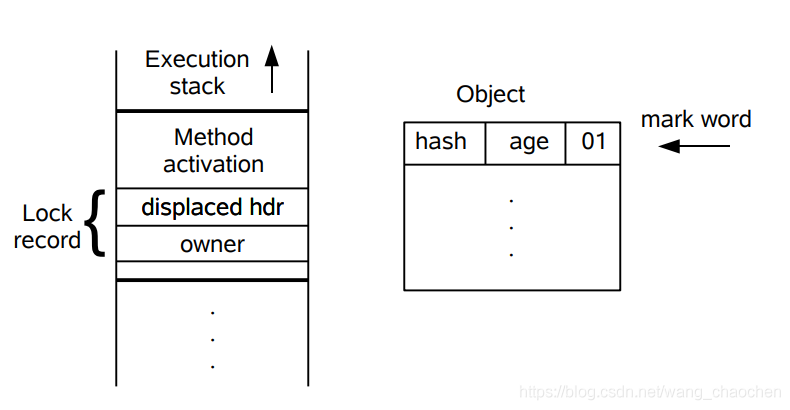 Execution
stack
Method
activation
Lock
record
displaced hdr
owner
.
.
.
Object
hash age 01
mark word
.
.
.
https://blog.csdn.net/wang_chaochen